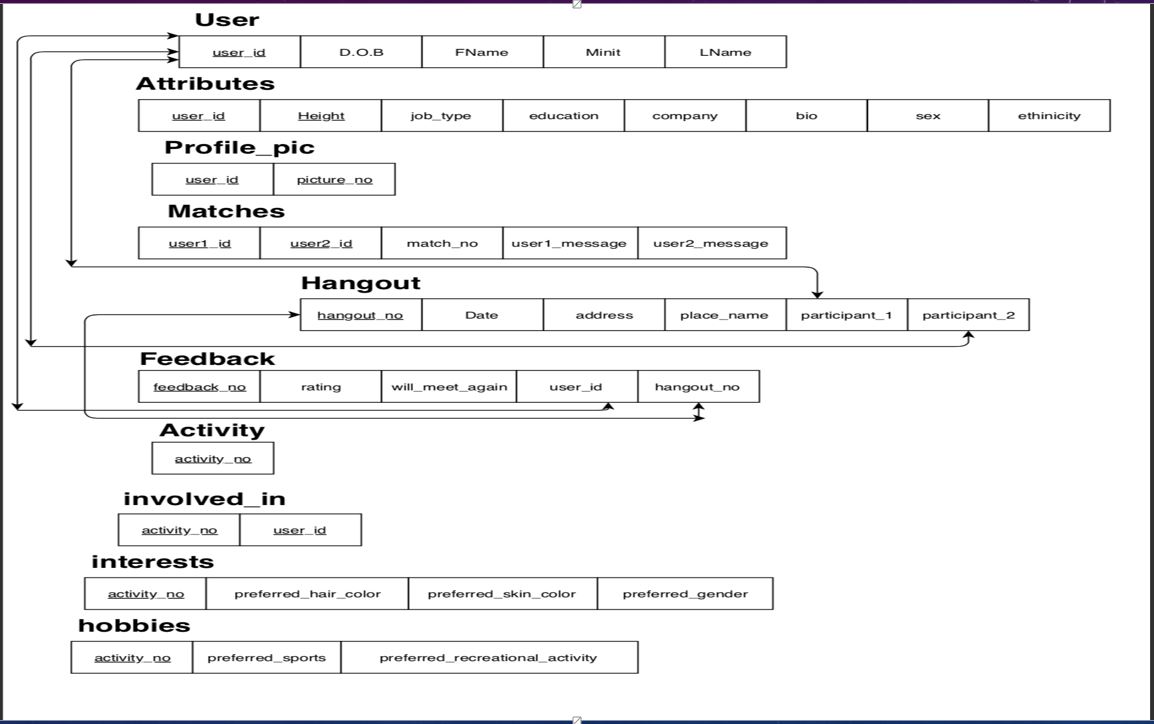 User
user_id D.O.B FName Minit LName
Attributes
user_id Height job_type education company bio sex ethinicity
Profile_pic
user_id picture_no
Matches
user1_id user2_id match_no user1_message user2_message
Hangout
hangout_no Date address place_name participant_1 participant_2
Feedback
feedback_no rating will_meet_again user_id hangout_no
Activity
activity_no
involved_in
activity_no user_id
interests
activity_no preferred_hair_color preferred_skin_color preferred_gender
hobbies
activity_no preferred_sports preferred_recreational_activity